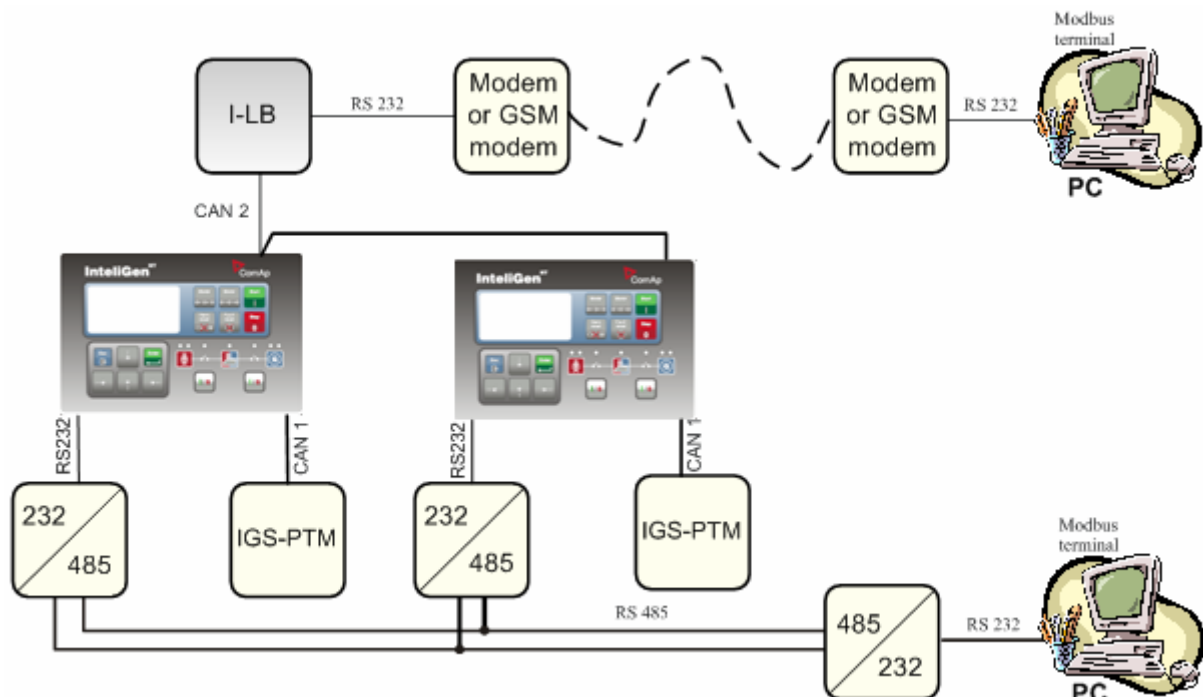 Modbus
terminal
I-LB
RS 232
Modem
or GSM
modem
Modem
or GSM
modem
RS 232
PC
CAN 2
InteliGen NT
ComAp
InteliGen NT
ComAp
RS232
CAN 1
RS232
CAN 1
232
485
IGS-PTM
232
485
IGS-PTM
Modbus
terminal
RS 485
485
232
RS 232
PC